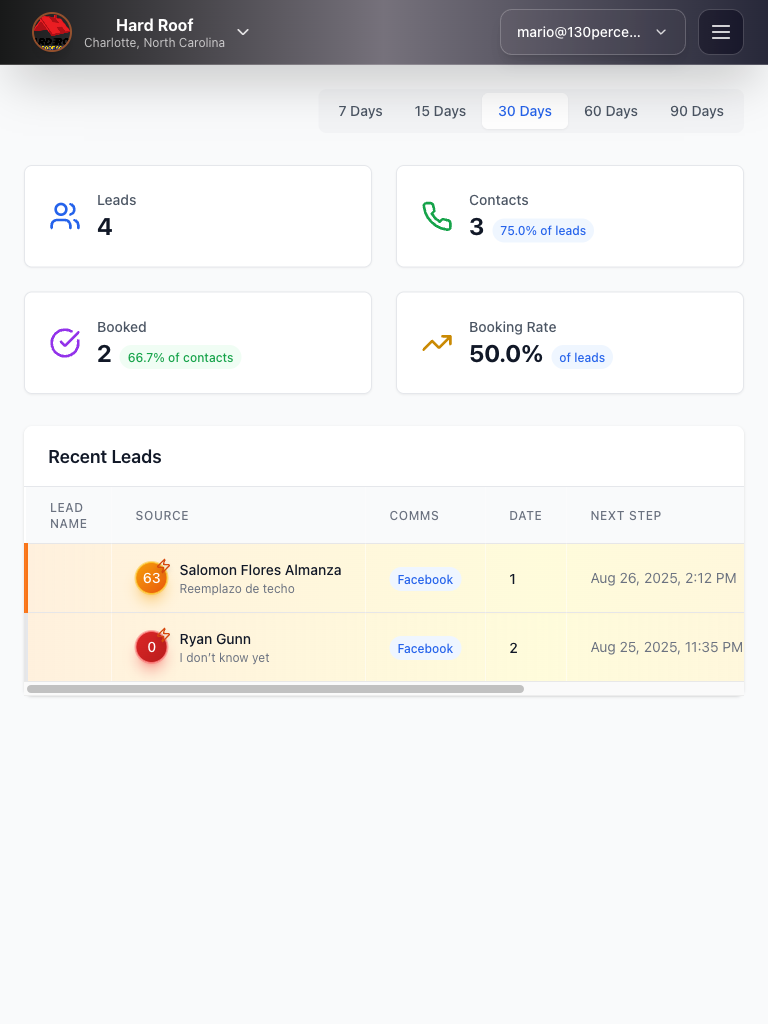 Hard Roof
Charlotte, North Carolina
mario@130perce...
7 Days 15 Days 30 Days 60 Days 90 Days
Leads
4
Contacts
3 75.0% of leads
Booked
2 66.7% of contacts
Booking Rate
50.0% of leads
Recent Leads
LEAD NAME SOURCE COMMS DATE NEXT STEP
63 Salomon Flores Almanza Facebook 1 Aug 26, 2025, 2:12 PM
Reemplazo de techo
0 Ryan Gunn Facebook 2 Aug 25, 2025, 11:35 PM
I don't know yet